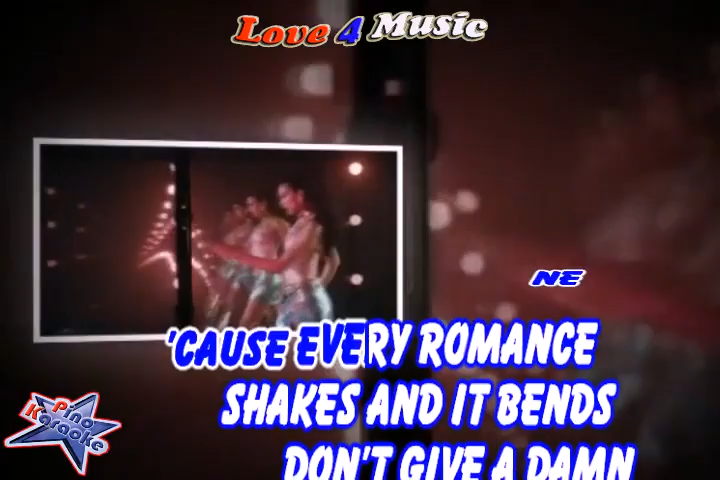 Love 4 Music
NE
'CAUSE EVERY ROMANCE
SHAKES AND IT BENDS
DON'T GIVE A DAMN
Pino
Karaoke